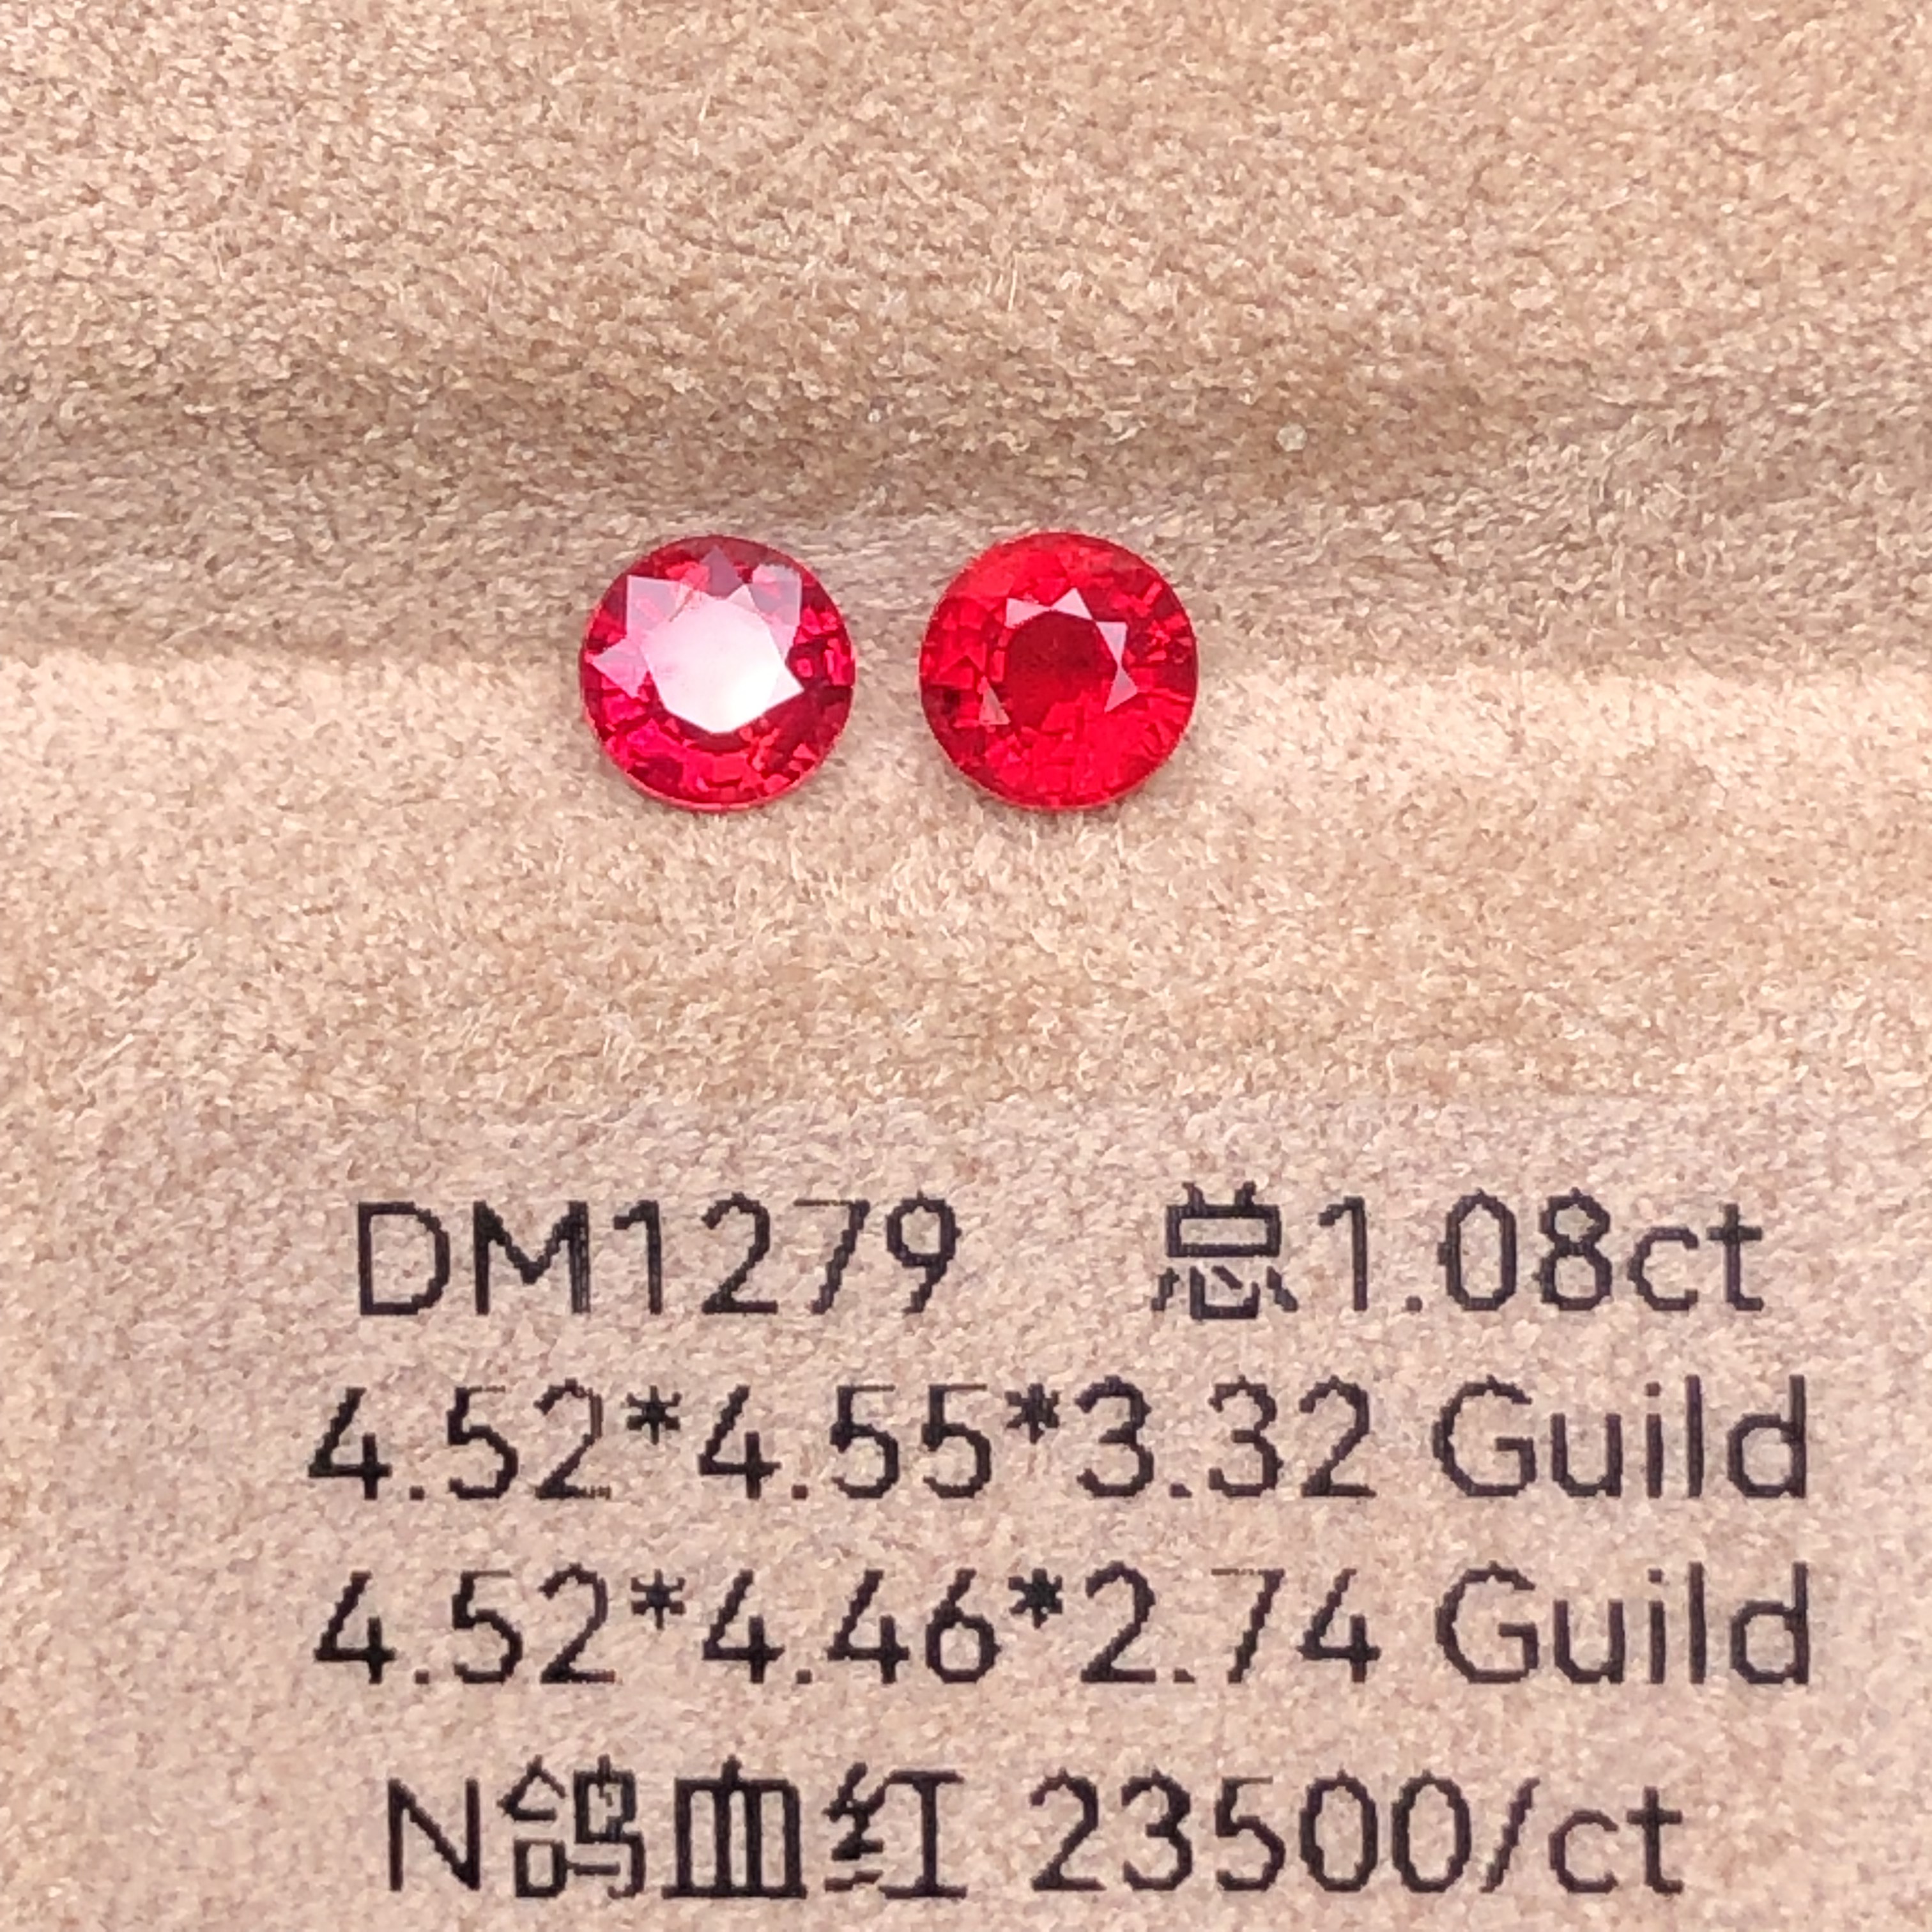 DM1279 总1.08ct
4.52*4.55*3.32 Guild
4.52*4.46*2.74 Guild
N鸽血红 23500/ct